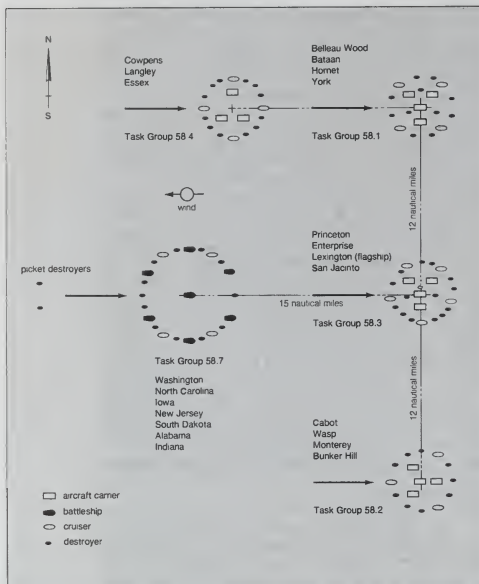 N
S
Cowpens
Langley
Essex
Task Group 58 4
Belleau Wood
Bataan
Hornet
York
Task Group 58.1
12 nautical miles
wind
picket destroyers
Princeton
Enterprise
Lexington (flagship)
San Jacinto
15 nautical miles
Task Group 58.3
Task Group 58.7
Washington
North Carolina
Iowa
New Jersey
South Dakota
Alabama
Indiana
12 nautical miles
Cabot
Wasp
Monterey
Bunker Hill
Task Group 58.2
aircraft carrier
battleship
cruiser
destroyer